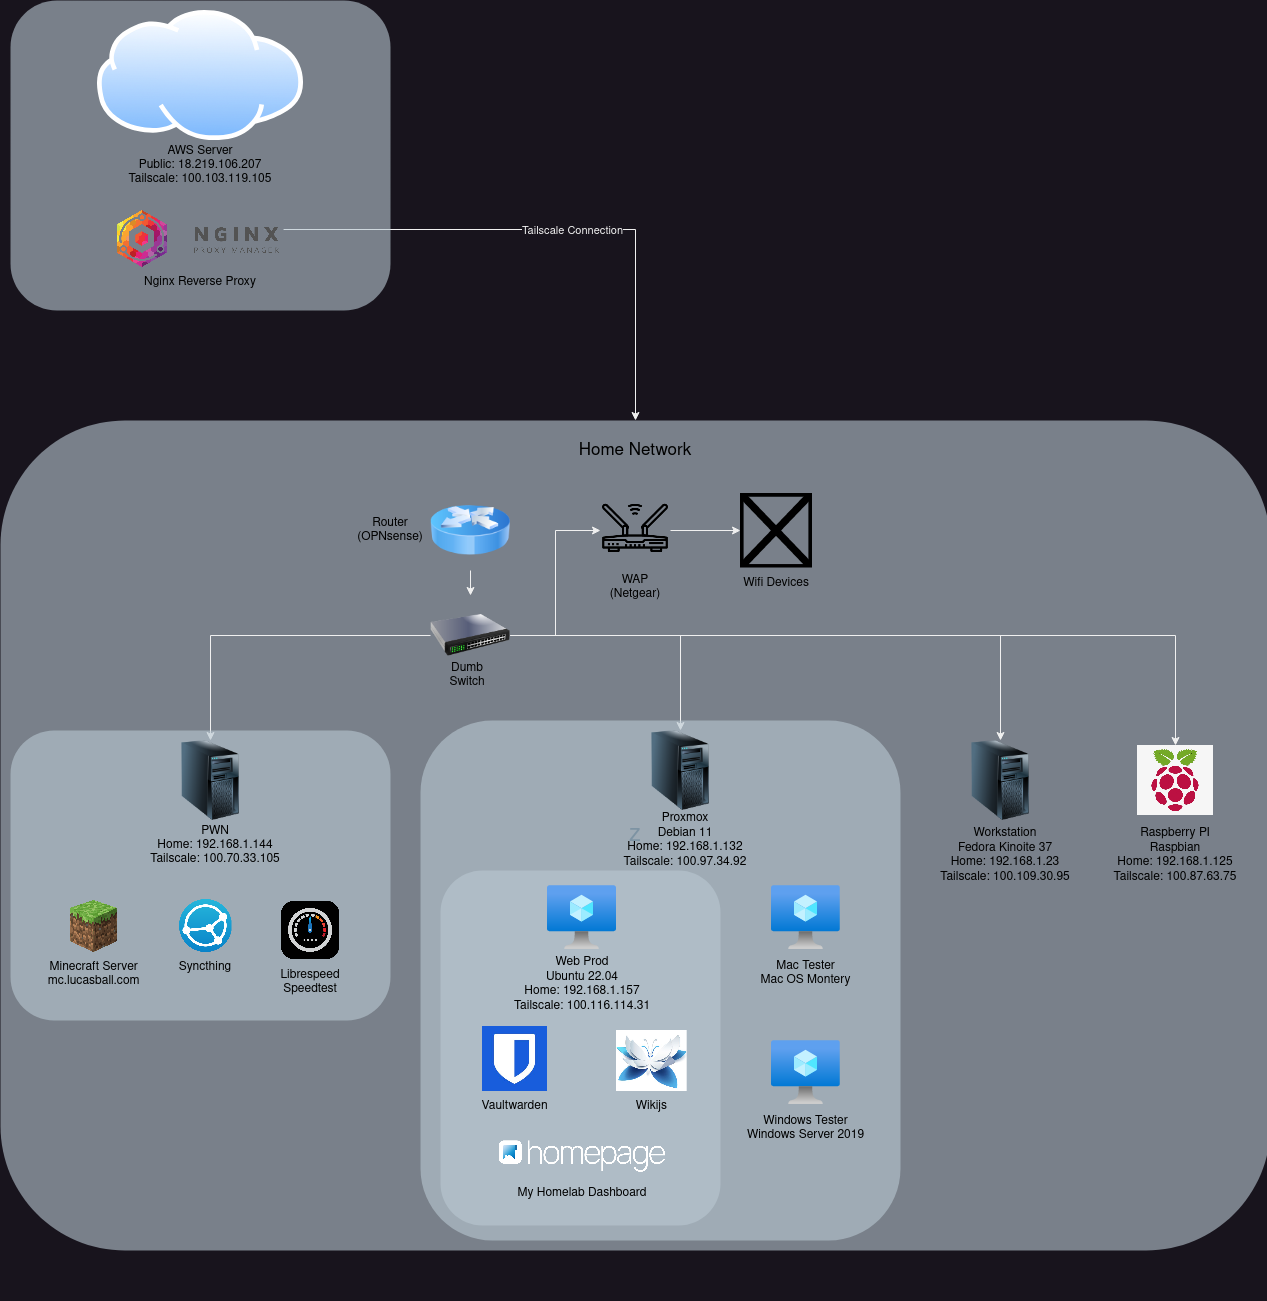 AWS Server
Public: 18.219.106.207
Tailscale: 100.103.119.105
NGINX
PROXY MANAGER
Nginx Reverse Proxy
Tailscale Connection
Home Network
Router
(OPNsense)
WAP
(Netgear)
Wifi Devices
Dumb
Switch
PWN
Home: 192.168.1.144
Tailscale: 100.70.33.105
Minecraft Server
mc.lucasball.com
Syncthing
Librespeed
Speedtest
Proxmox
Z
Debian 11
Home: 192.168.1.132
Tailscale: 100.97.34.92
Web Prod
Ubuntu 22.04
Home: 192.168.1.157
Tailscale: 100.116.114.31
Vaultwarden
Wikijs
homepage
My Homelab Dashboard
Mac Tester
Mac OS Montery
Windows Tester
Windows Server 2019
Workstation
Fedora Kinoite 37
Home: 192.168.1.23
Tailscale: 100.109.30.95
Raspberry PI
Raspbian
Home: 192.168.1.125
Tailscale: 100.87.63.75